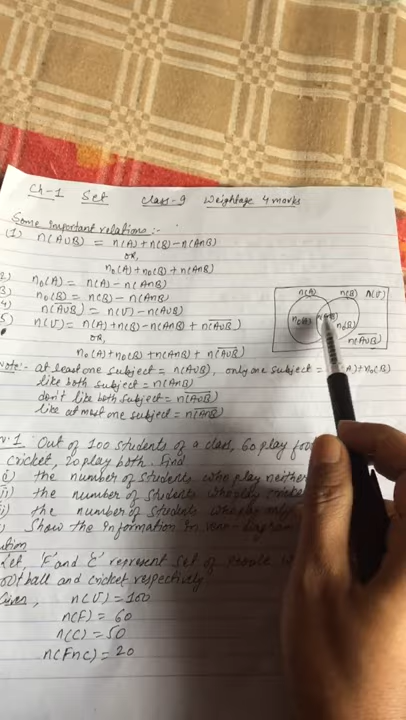 Ch-1 Set Class-9 Weightage 4 marks
Some important relations :-
(1) n(A∪B) = n(A) + n(B) - n(A∩B)
or,
n₀(A) + n₀(B) + n(A∩B)
2) n₀(A) = n(A) - n(A∩B)
3) n₀(B) = n(B) - n(A∩B)
4) n(A̅∪̅B̅) = n(U) - n(A∪B)
5) n(U) = n(A) + n(B) - n(A∩B) + n(A̅∪̅B̅)
or,
n₀(A) + n₀(B) + n(A∩B) + n(A̅∪̅B̅)
n(A) n(B) n(U)
n₀(A) n(A∩B)
n₀(B)
n(A̅∪̅B̅)
Note:- at least one subject = n(A∪B), only one subject = (A) + n₀(B)
like both subject = n(A∩B)
don't like both subject = n(A̅∪̅B̅)
like at most one subject = n(A̅∩̅B̅)
1 Out of 100 students of a class, 60 play
cricket, 20 play both. Find
i) the number of students who play neither
ii) the number of students who play cricket
the number of students who play only
Show the information in venn-diagram
Let, 'F' and 'C' represent set of people
and cricket respectively.
Given, n(U) = 100
n(F) = 60
n(C) = 50
n(F∩C) = 20